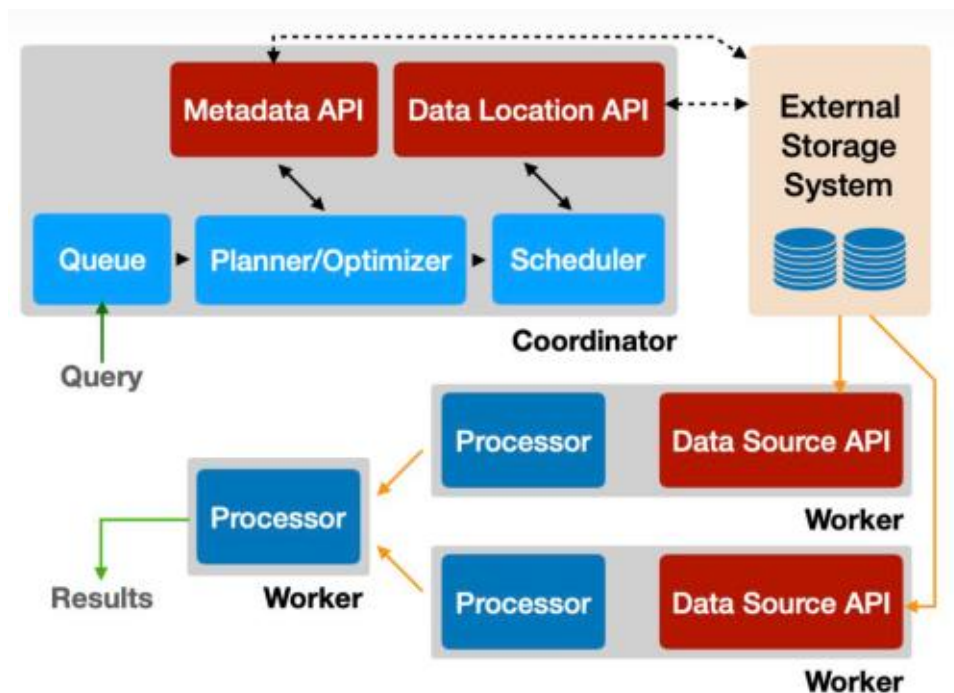 Metadata API
Data Location API
External
Storage
System
Queue
Planner/Optimizer
Scheduler
Coordinator
Query
Processor
Data Source API
Worker
Processor
Worker
Results
Processor
Data Source API
Worker